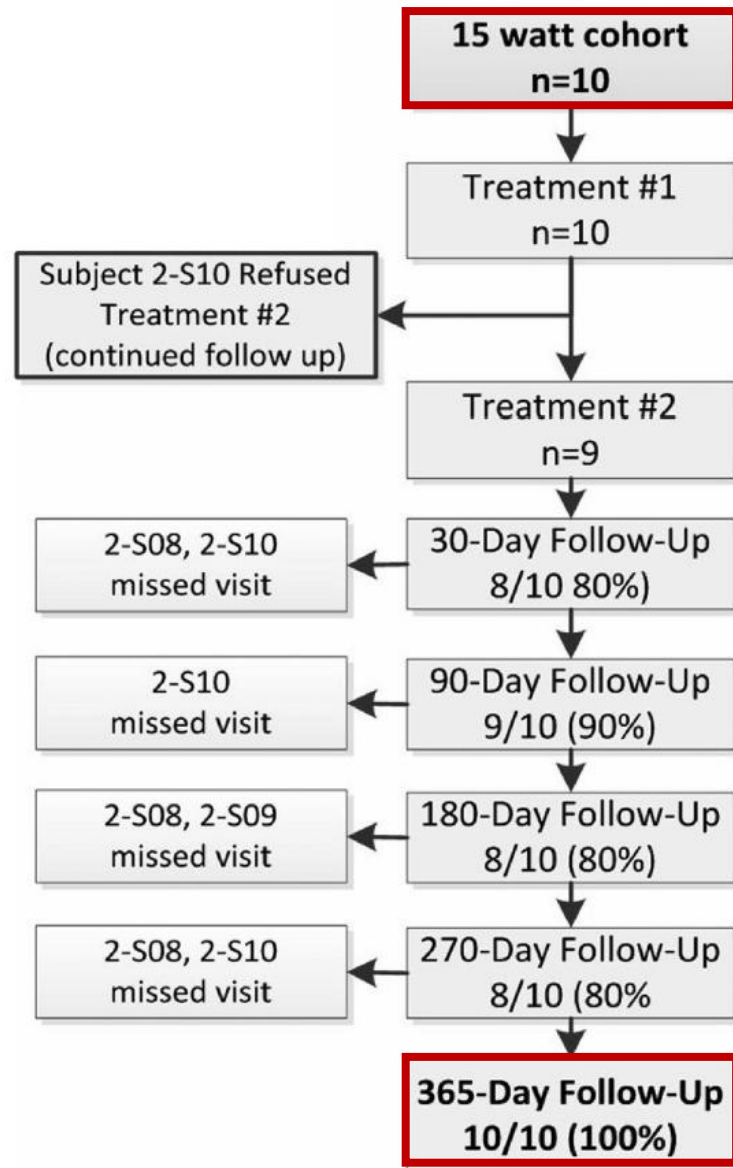 15 watt cohort
n=10
Treatment #1
n=10
Subject 2-S10 Refused
Treatment #2
(continued follow up)
Treatment #2
n=9
30-Day Follow-Up
8/10 80%)
2-S08, 2-S10
missed visit
90-Day Follow-Up
9/10 (90%)
2-S10
missed visit
180-Day Follow-Up
8/10 (80%)
2-S08, 2-S09
missed visit
270-Day Follow-Up
8/10 (80%
2-S08, 2-S10
missed visit
365-Day Follow-Up
10/10 (100%)